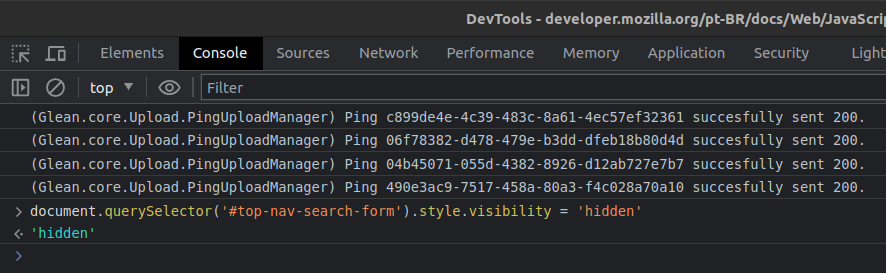 DevTools - developer.mozilla.org/pt-BR/docs/Web/JavaScrip
Elements Console Sources Network Performance Memory Application Security Light
top Filter
(Glean.core.Upload.PingUploadManager) Ping c899de4e-4c39-483c-8a61-4ec57ef32361 succesfully sent 200.
(Glean.core.Upload.PingUploadManager) Ping 06f78382-d478-479e-b3dd-dfeb18b80d4d succesfully sent 200.
(Glean.core.Upload.PingUploadManager) Ping 04b45071-055d-4382-8926-d12ab727e7b7 succesfully sent 200.
(Glean.core.Upload.PingUploadManager) Ping 490e3ac9-7517-458a-80a3-f4c028a70a10 succesfully sent 200.
document.querySelector('#top-nav-search-form').style.visibility = 'hidden'
'hidden'